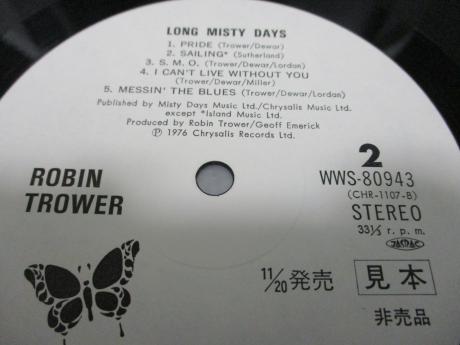 LONG MISTY DAYS
1. PRIDE (Trower/Dewar)
2. SAILING* (Sutherland)
3. S. M. O. (Trower/Dewar/Lordan)
4. I CAN'T LIVE WITHOUT YOU
(Trower/Dewar/Miller)
5. MESSIN' THE BLUES (Trower/Dewar/Lordan)
Published by Misty Days Music Ltd./Chrysalis Music Ltd.
except *Island Music Ltd.
Produced by Robin Trower/Geoff Emerick
Ⓟ 1976 Chrysalis Records Ltd.
ROBIN
TROWER
2
WWS-80943
(CHR-1107-B)
STEREO
33⅓ r. p. m.
JASRAC
11/20発売
見本
非売品